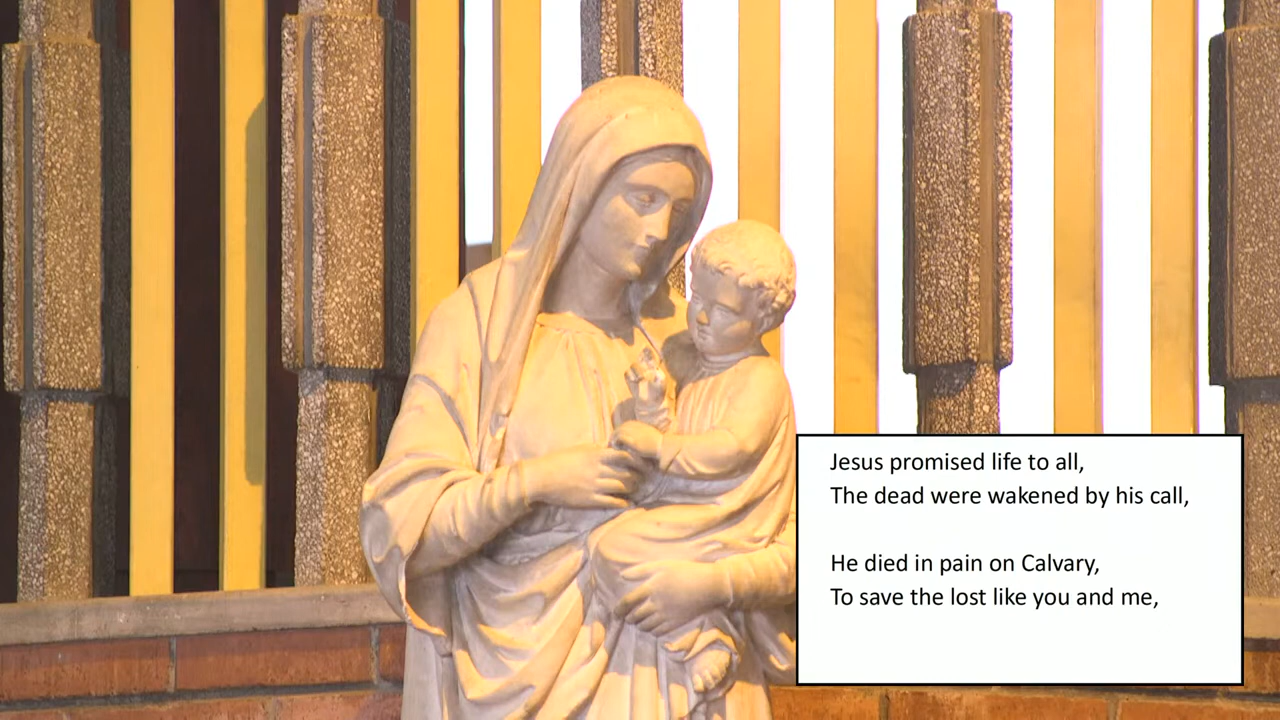 Jesus promised life to all,
The dead were wakened by his call,
He died in pain on Calvary,
To save the lost like you and me,